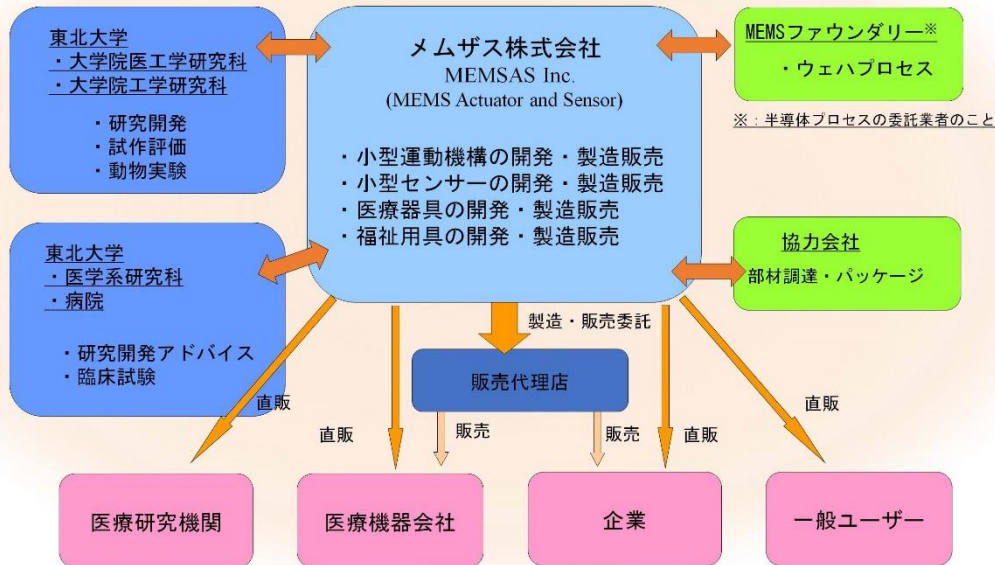 東北大学
・大学院医工学研究科
・大学院工学研究科
・研究開発
・試作評価
・動物実験
メムザス株式会社
MEMSAS Inc.
(MEMS Actuator and Sensor)
・小型運動機構の開発・製造販売
・小型センサーの開発・製造販売
・医療器具の開発・製造販売
・福祉用具の開発・製造販売
MEMSファウンダリー※
・ウェハプロセス
※：半導体プロセスの委託業者のこと
東北大学
・医学系研究科
・病院
・研究開発アドバイス
・臨床試験
協力会社
部材調達・パッケージ
製造・販売委託
販売代理店
直販
直販
販売
販売
直販
直販
医療研究機関
医療機器会社
企業
一般ユーザー